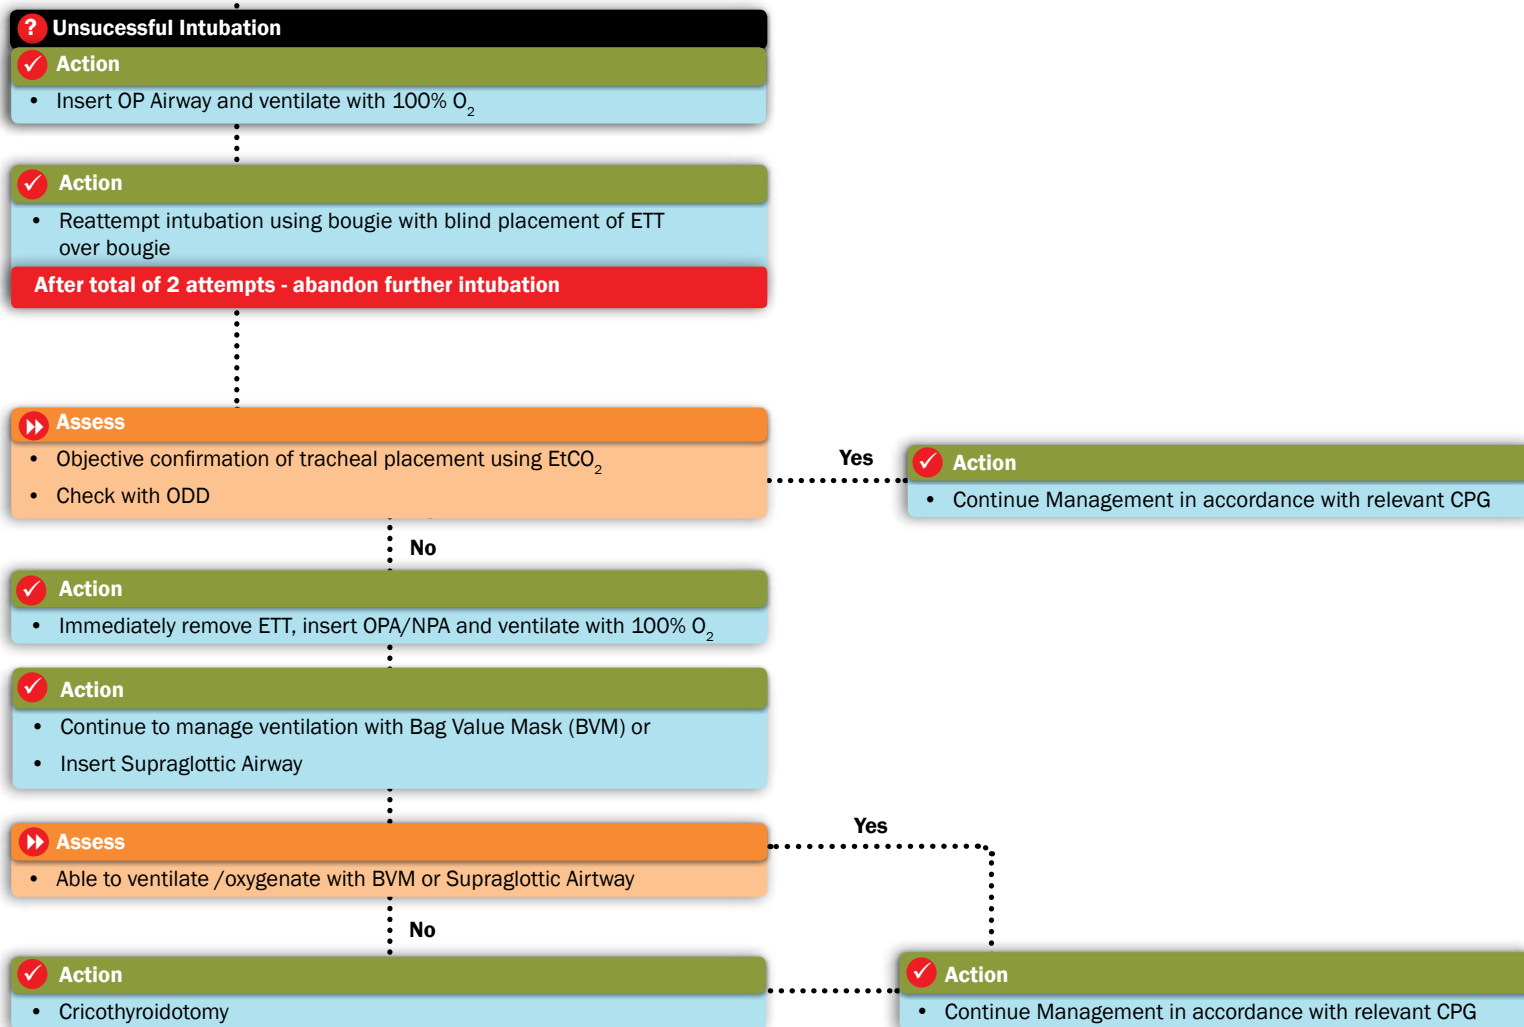 ? Unsucessful Intubation
Action
• Insert OP Airway and ventilate with 100% O₂
Action
• Reattempt intubation using bougie with blind placement of ETT
over bougie
After total of 2 attempts - abandon further intubation
Assess
• Objective confirmation of tracheal placement using EtCO₂
• Check with ODD
Yes
Action
• Continue Management in accordance with relevant CPG
No
Action
• Immediately remove ETT, insert OPA/NPA and ventilate with 100% O₂
Action
• Continue to manage ventilation with Bag Value Mask (BVM) or
• Insert Supraglottic Airway
Assess
• Able to ventilate /oxygenate with BVM or Supraglottic Airtway
Yes
No
Action
• Cricothyroidotomy
Action
• Continue Management in accordance with relevant CPG